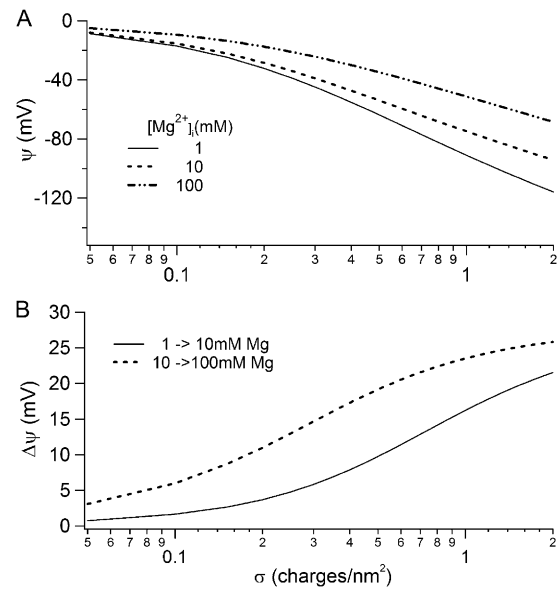 A
0
-40
-80
-120
ψ (mV)
[Mg²⁺]ᵢ(mM)
1
10
100
5 6 7 8 9 2 3 4 5 6 7 8 9 2
0.1 1
B
30
25
20
15
10
5
0
Δψ (mV)
1 -> 10mM Mg
10 ->100mM Mg
5 6 7 8 9 2 3 4 5 6 7 8 9 2
0.1 1
σ (charges/nm²)